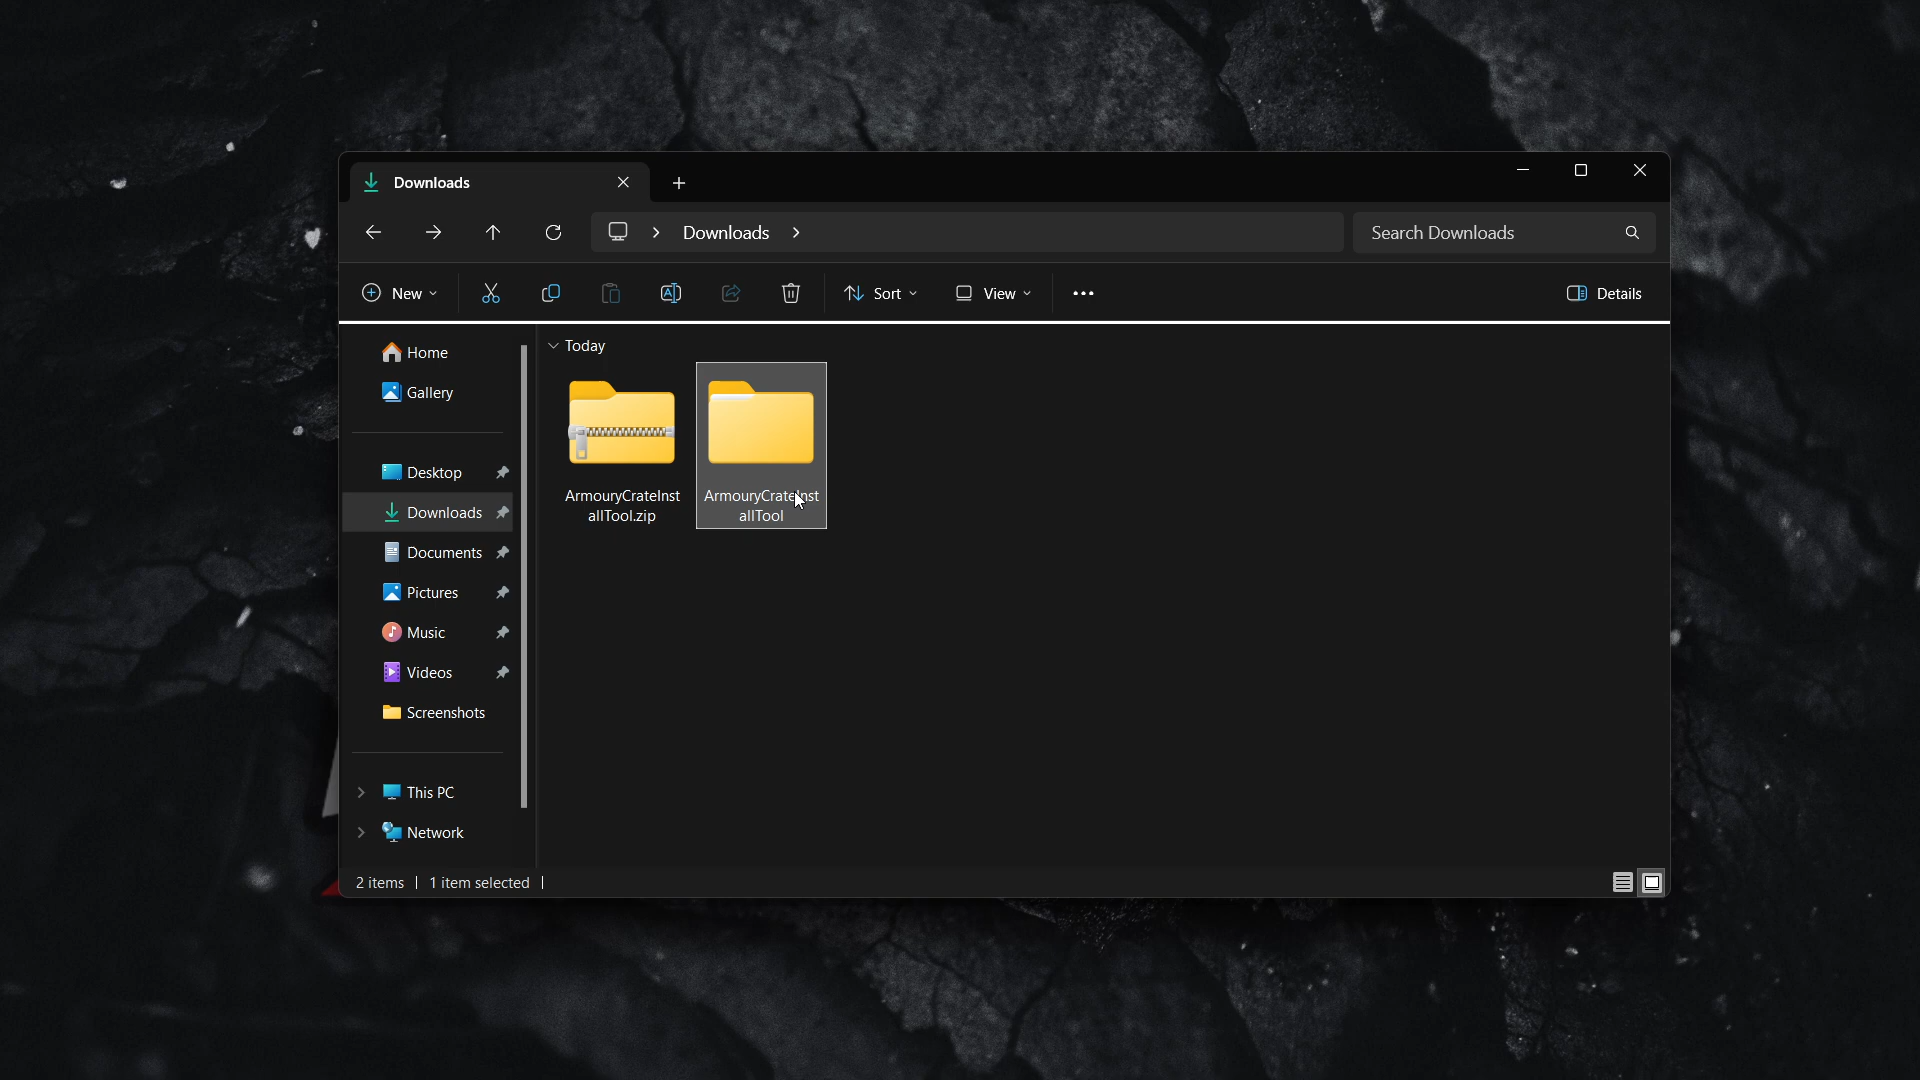 Downloads
Downloads
Search Downloads
New
Sort
View
Details
Home
Gallery
Desktop
Downloads
Documents
Pictures
Music
Videos
Screenshots
This PC
Network
Today
ArmouryCrateInst
allTool.zip
ArmouryCrateInst
allTool
2 items
1 item selected